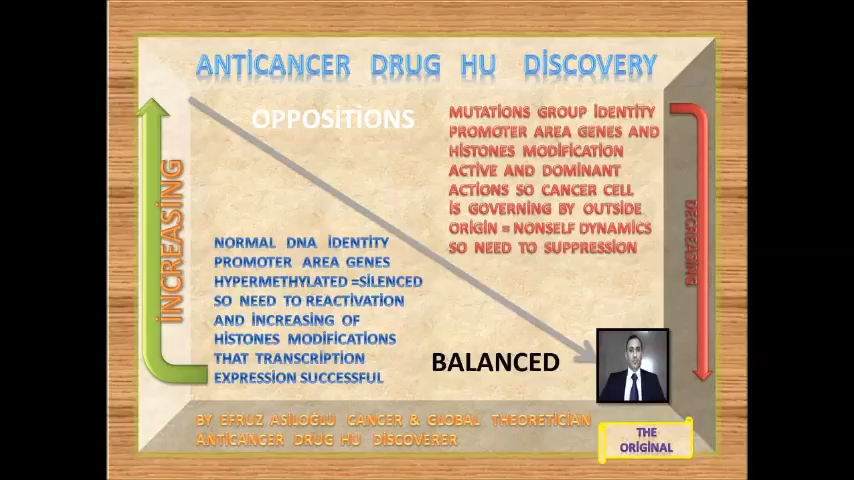 ANTİCANCER DRUG HU DİSCOVERY
OPPOSİTİONS
MUTATİONS GROUP İDENTİTY
PROMOTER AREA GENES AND
HİSTONES MODİFİCATİON
ACTİVE AND DOMİNANT
ACTİONS SO CANCER CELL
İS GOVERNİNG BY OUTSİDE
ORİGİN = NONSELF DYNAMİCS
SO NEED TO SUPPRESSİON
İNCREASİNG
DECREASİNG
NORMAL DNA İDENTİTY
PROMOTER AREA GENES
HYPERMETHYLATED =SİLENCED
SO NEED TO REACTİVATİON
AND İNCREASİNG OF
HİSTONES MODİFİCATİONS
THAT TRANSCRİPTİON
EXPRESSİON SUCCESSFUL
BALANCED
BY EFRUZ ASİLOĞLU CANCER & GLOBAL THEORETİCİAN
ANTİCANCER DRUG HU DİSCOVERER
THE
ORİGİNAL